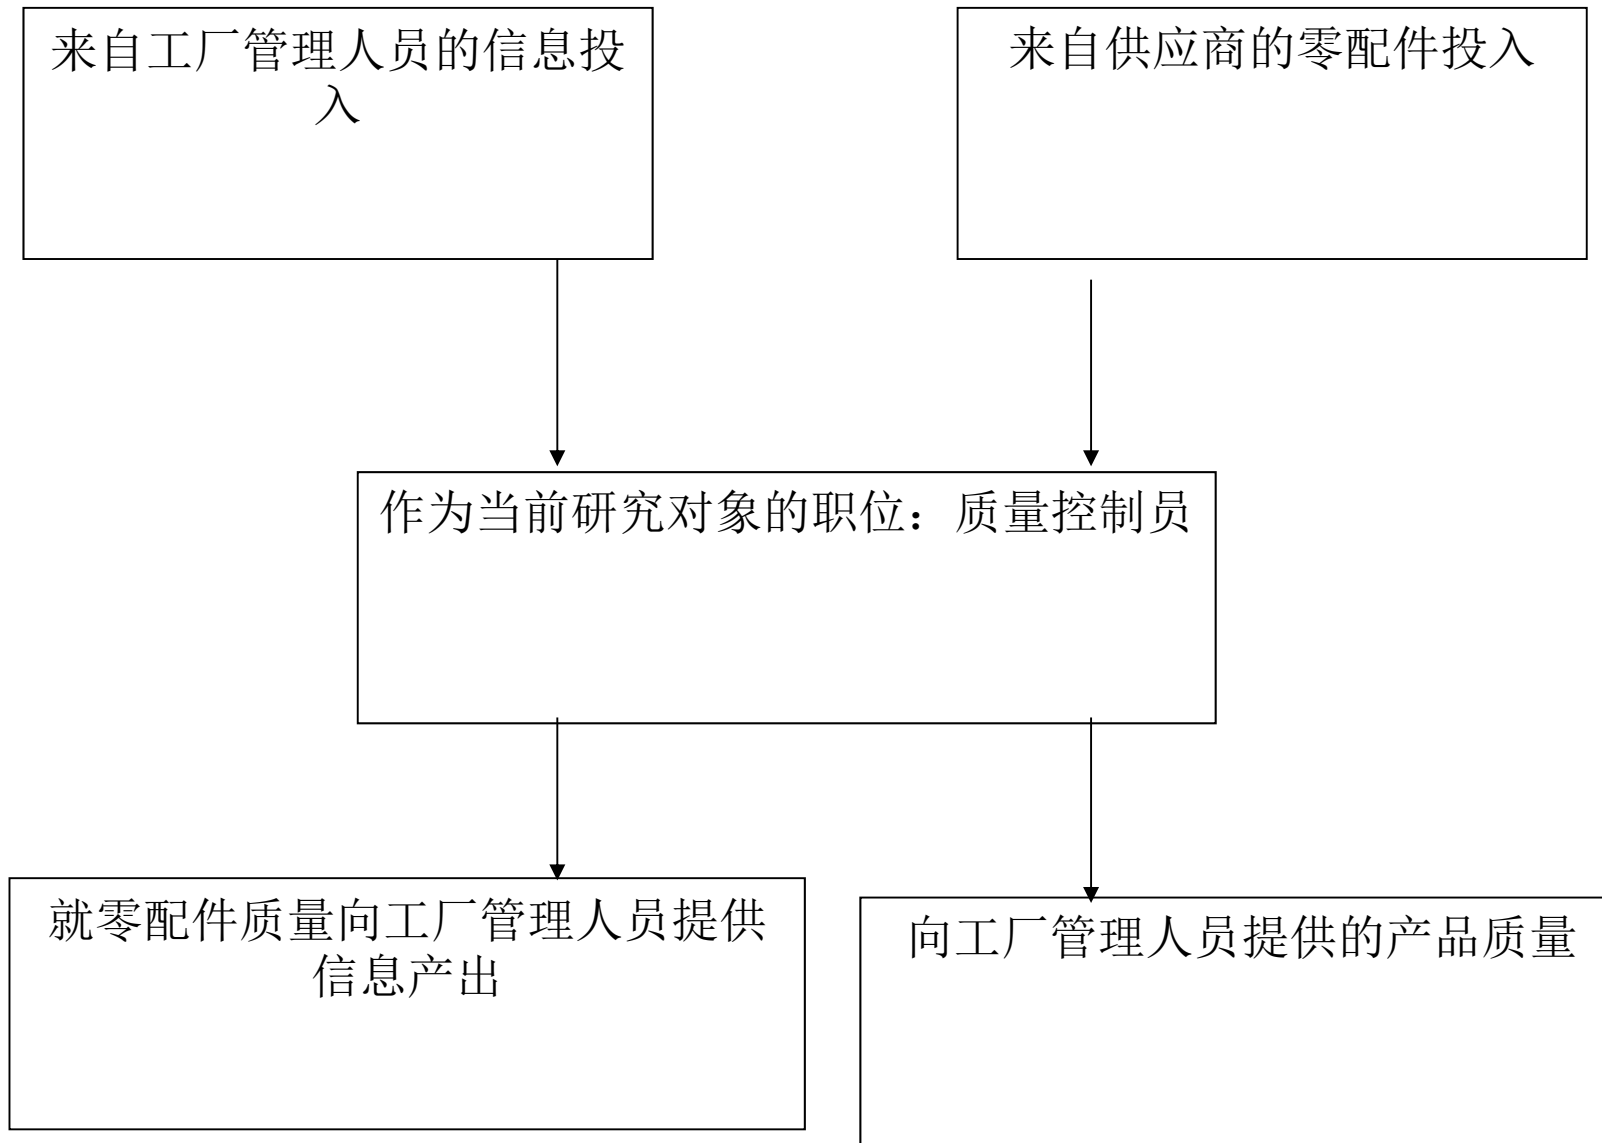 来自工厂管理人员的信息投
入
来自供应商的零配件投入
作为当前研究对象的职位：质量控制员
就零配件质量向工厂管理人员提供
信息产出
向工厂管理人员提供的产品质量